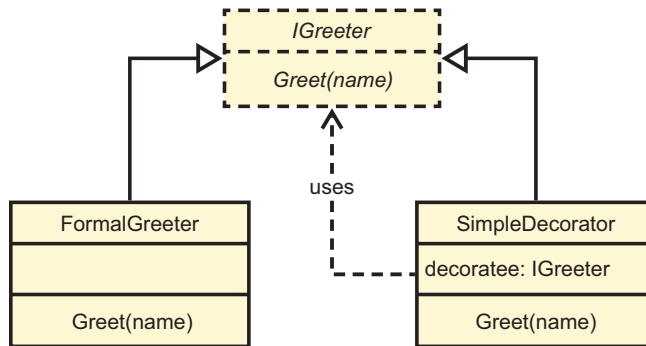 IGreeter
Greet(name)
uses
FormalGreeter
Greet(name)
SimpleDecorator
decoratee: IGreeter
Greet(name)